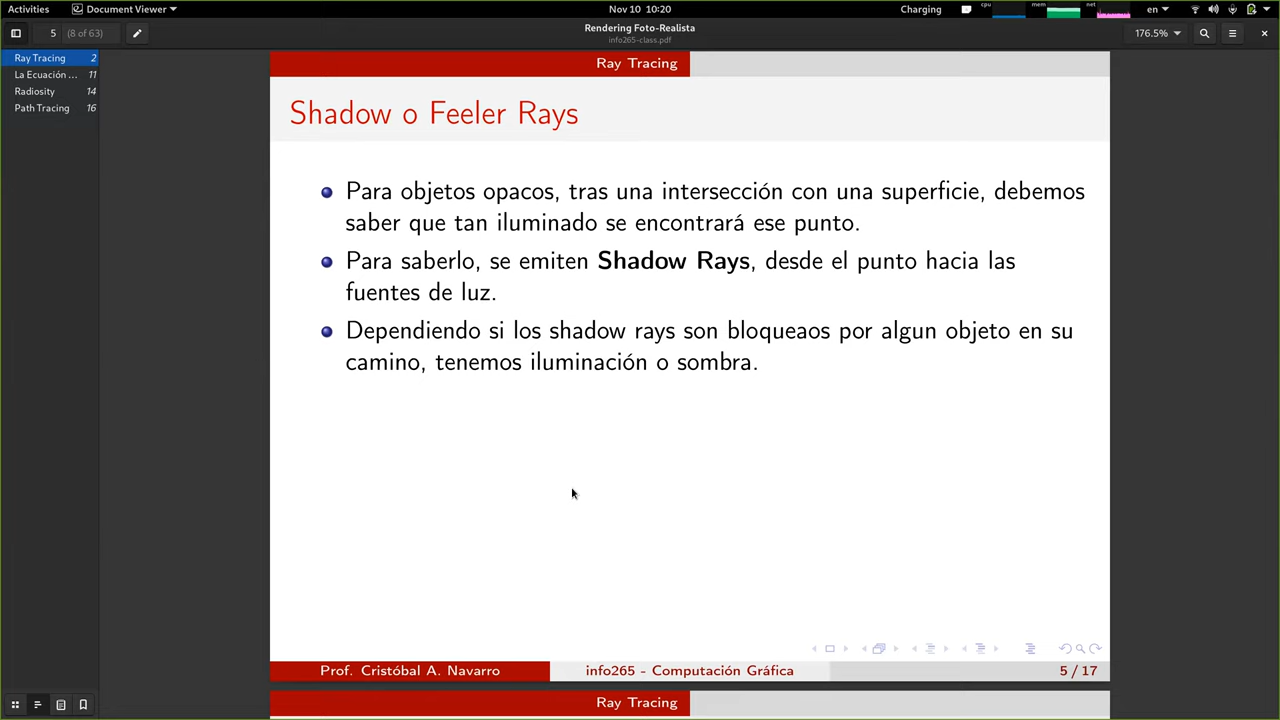 Activities
Document Viewer
Nov 10 10:20
Charging
cpu
mem
net
en
5
(8 of 63)
Rendering Foto-Realista
info265-class.pdf
176.5%
Ray Tracing 2
La Ecuación ... 11
Radiosity 14
Path Tracing 16
Ray Tracing
Shadow o Feeler Rays
Para objetos opacos, tras una intersección con una superficie, debemos
saber que tan iluminado se encontrará ese punto.
Para saberlo, se emiten Shadow Rays, desde el punto hacia las
fuentes de luz.
Dependiendo si los shadow rays son bloqueaos por algun objeto en su
camino, tenemos iluminación o sombra.
Prof. Cristóbal A. Navarro
info265 - Computación Gráfica
5 / 17
Ray Tracing